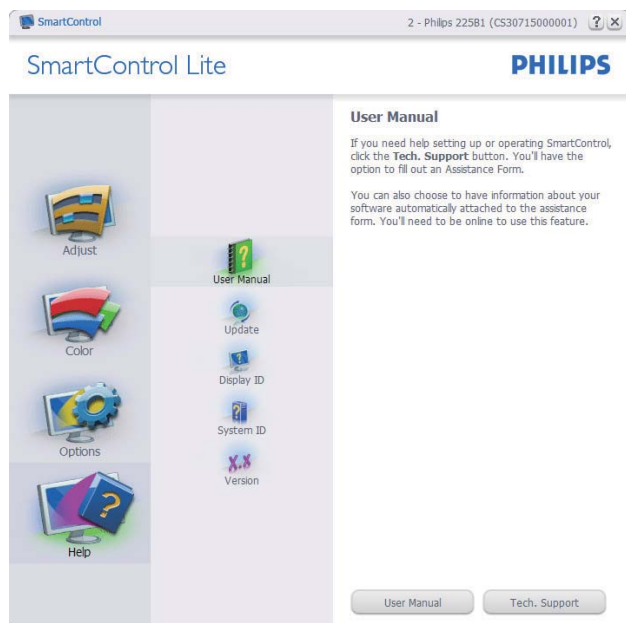 SmartControl
2 - Philips 225B1 (CS30715000001)
SmartControl Lite
PHILIPS
Adjust
Color
Options
Help
User Manual
Update
Display ID
System ID
X.X
Version
User Manual
If you need help setting up or operating SmartControl,
click the Tech. Support button. You'll have the
option to fill out an Assistance Form.
You can also choose to have information about your
software automatically attached to the assistance
form. You'll need to be online to use this feature.
User Manual
Tech. Support